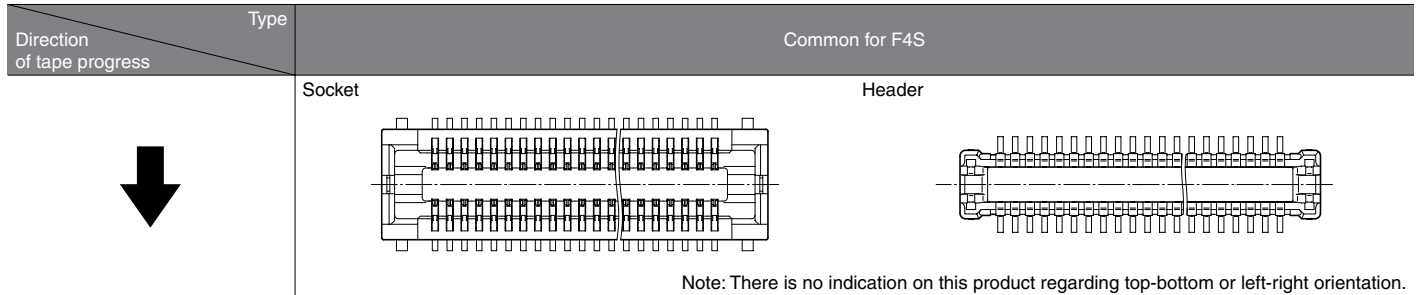 Type
Direction
of tape progress
Common for F4S
Socket
Header
Note: There is no indication on this product regarding top-bottom or left-right orientation.